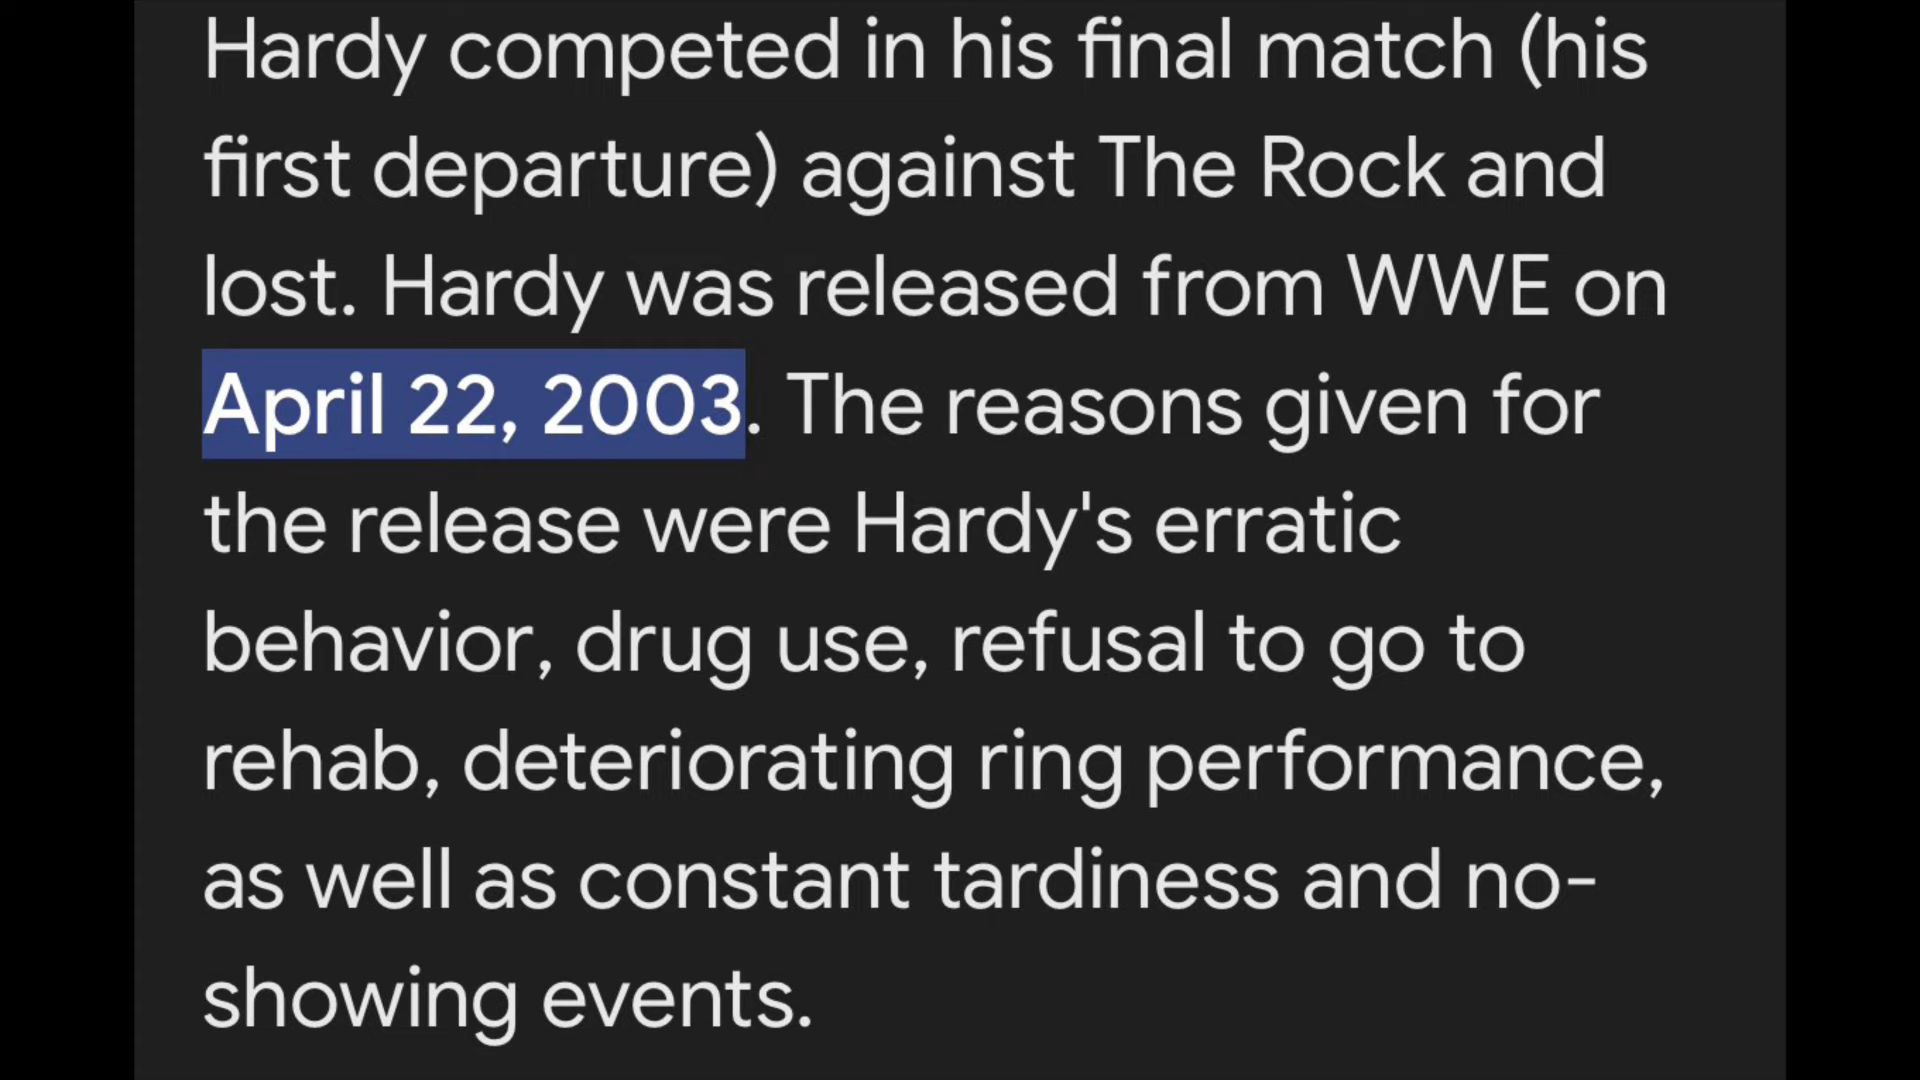 Hardy competed in his final match (his
first departure) against The Rock and
lost. Hardy was released from WWE on
April 22, 2003. The reasons given for
the release were Hardy's erratic
behavior, drug use, refusal to go to
rehab, deteriorating ring performance,
as well as constant tardiness and no-
showing events.